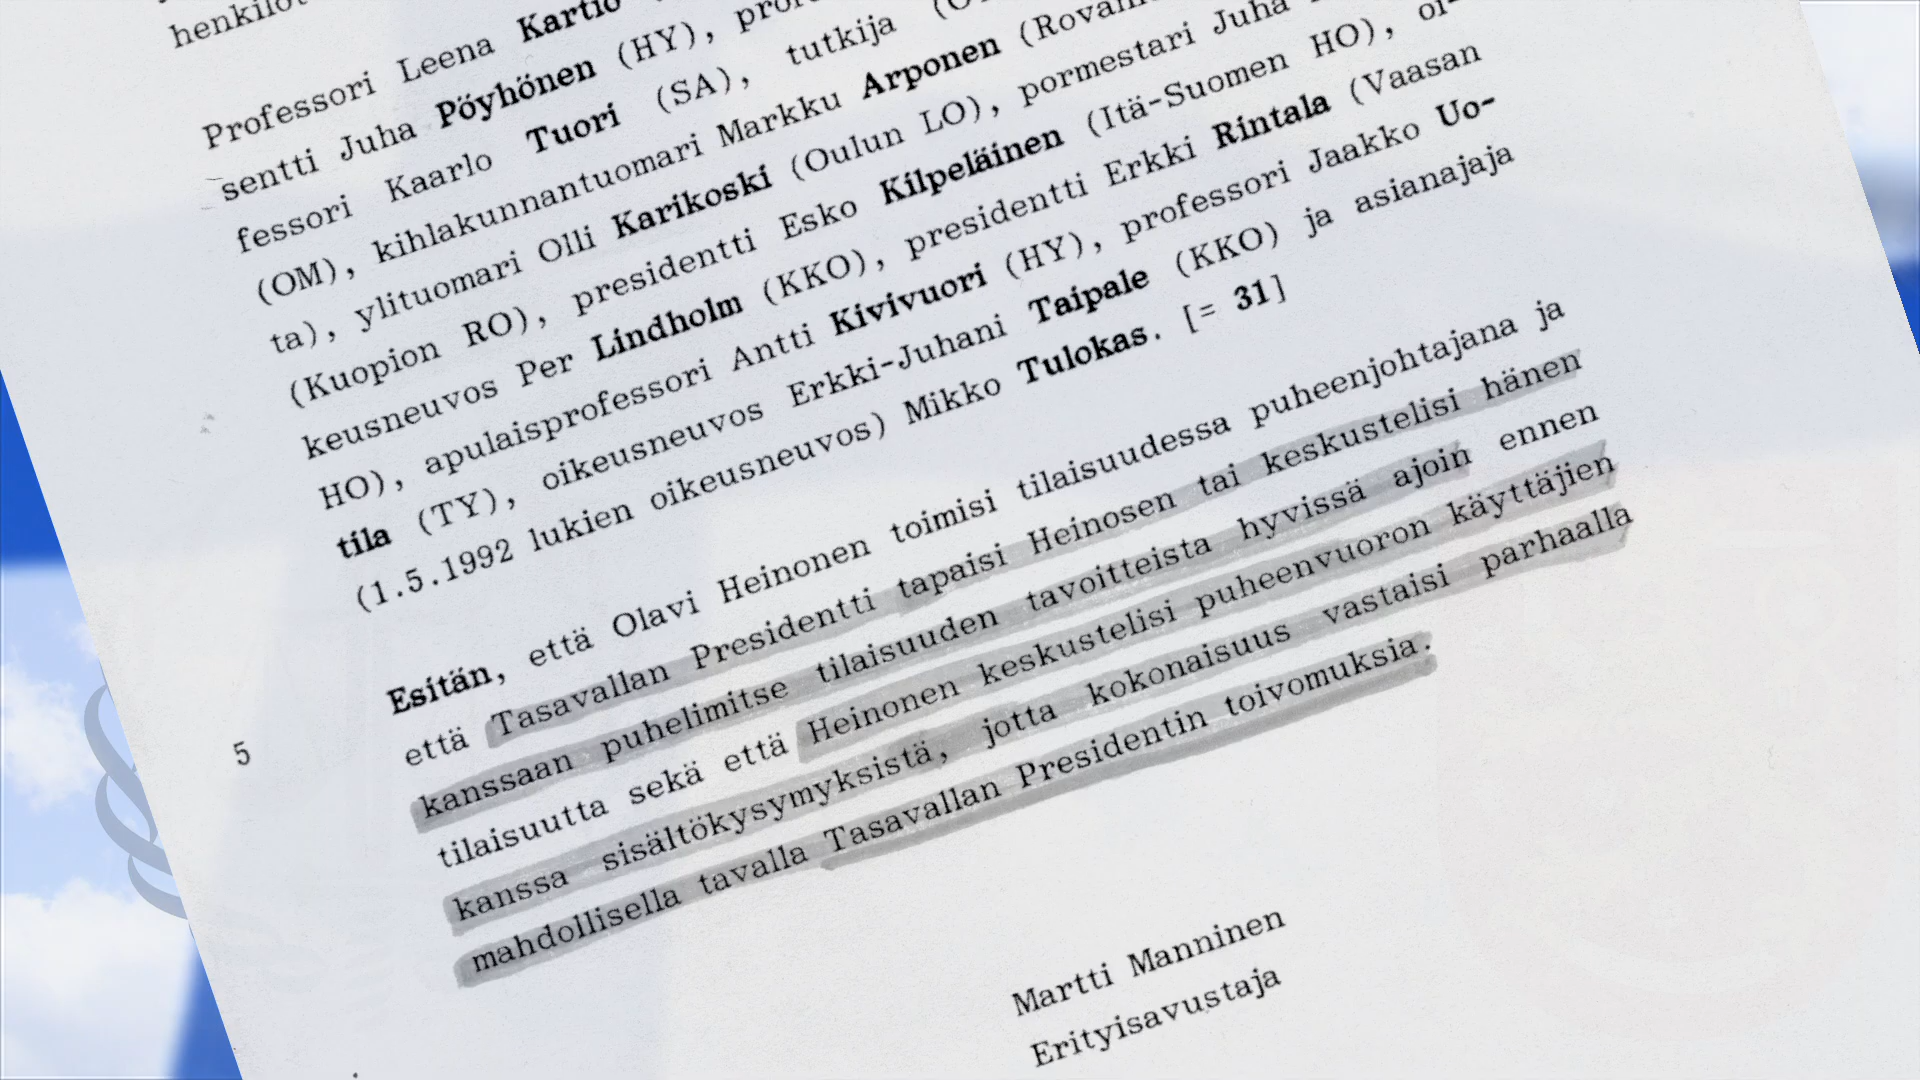 henkilöt
Professori Leena Kartio
sentti Juha Pöyhönen (HY),
fessori Kaarlo Tuori (SA), tutkija
(OM), kihlakunnantuomari Markku Arponen (Rovanie
ta), ylituomari Olli Karikoski (Oulun LO), pormestari Juha
(Kuopion RO), presidentti Esko Kilpeläinen (Itä-Suomen HO), oi-
keusneuvos Per Lindholm (KKO), presidentti Erkki Rintala (Vaasan
HO), apulaisprofessori Antti Kivivuori (HY), professori Jaakko Uo-
tila (TY), oikeusneuvos Erkki-Juhani Taipale (KKO) ja asianajaja
(1.5.1992 lukien oikeusneuvos) Mikko Tulokas. [= 31]
Esitän, että Olavi Heinonen toimisi tilaisuudessa puheenjohtajana ja
että Tasavallan Presidentti tapaisi Heinosen tai keskustelisi hänen
5 kanssaan puhelimitse tilaisuuden tavoitteista hyvissä ajoin ennen
tilaisuutta sekä että Heinonen keskustelisi puheenvuoron käyttäjien
kanssa sisältökysymyksistä, jotta kokonaisuus vastaisi parhaalla
mahdollisella tavalla Tasavallan Presidentin toivomuksia.
Martti Manninen
Erityisavustaja